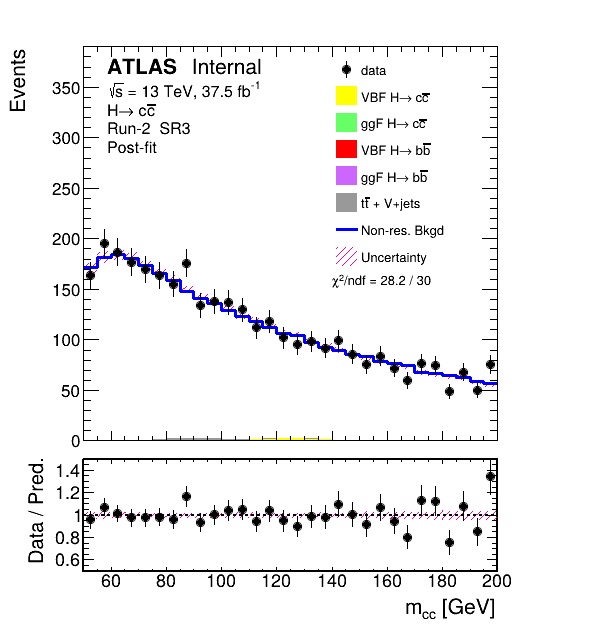 Events
ATLAS Internal
√s = 13 TeV, 37.5 fb⁻¹
H→ cc̅
Run-2 SR3
Post-fit
data
VBF H→ cc̅
ggF H→ cc̅
VBF H→ bb̅
ggF H→ bb̅
tt̅ + V+jets
Non-res. Bkgd
Uncertainty
χ²/ndf = 28.2 / 30
350
300
250
200
150
100
50
0
Data / Pred.
1.4
1.2
1
0.8
0.6
60 80 100 120 140 160 180 200
m_cc [GeV]